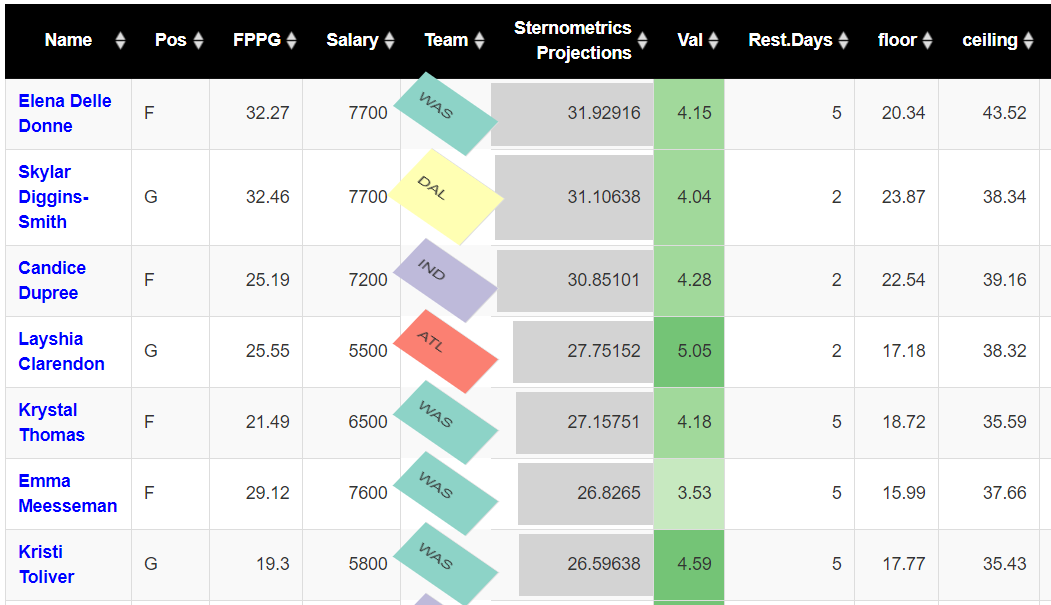 Name Pos FPPG Salary Team Sternometrics Projections Val Rest.Days floor ceiling
Elena Delle Donne F 32.27 7700 WAS 31.92916 4.15 5 20.34 43.52
Skylar Diggins-Smith G 32.46 7700 DAL 31.10638 4.04 2 23.87 38.34
Candice Dupree F 25.19 7200 IND 30.85101 4.28 2 22.54 39.16
Layshia Clarendon G 25.55 5500 ATL 27.75152 5.05 2 17.18 38.32
Krystal Thomas F 21.49 6500 WAS 27.15751 4.18 5 18.72 35.59
Emma Meesseman F 29.12 7600 WAS 26.8265 3.53 5 15.99 37.66
Kristi Toliver G 19.3 5800 WAS 26.59638 4.59 5 17.77 35.43